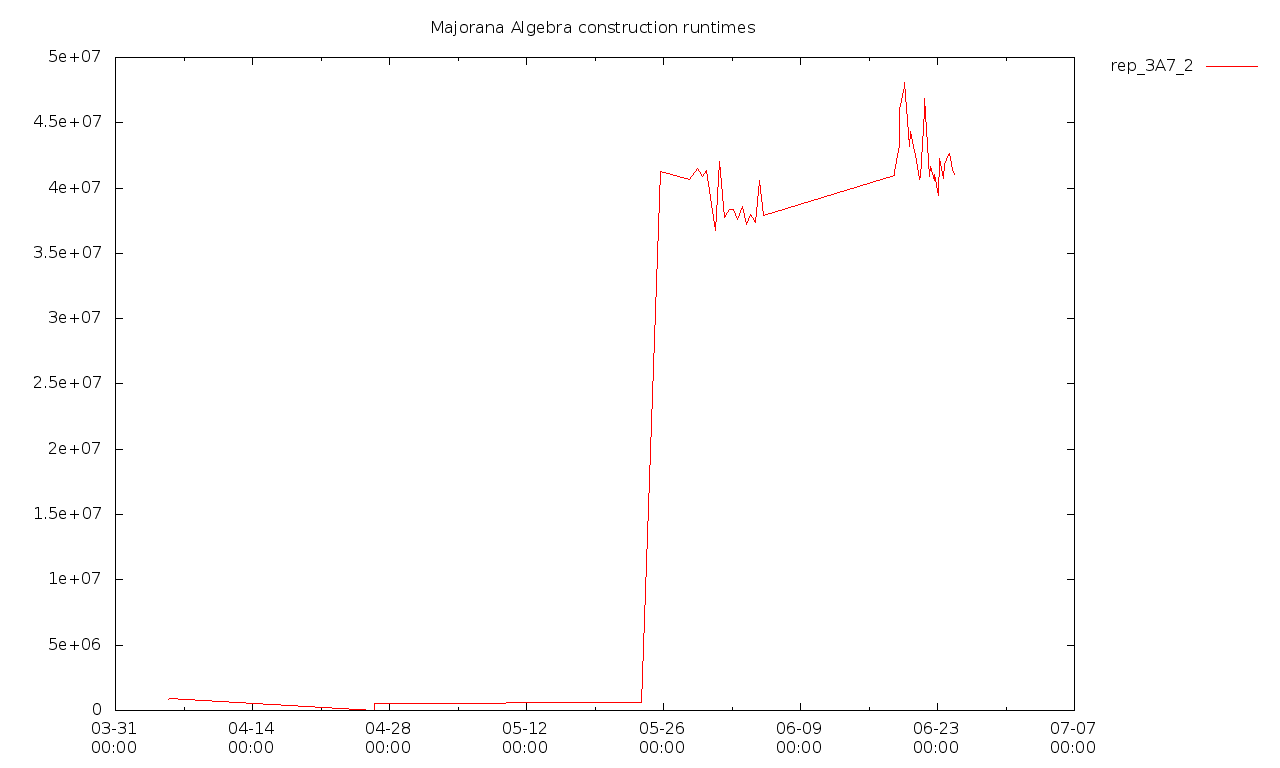 Majorana Algebra construction runtimes
rep_3A7_2
5e+07
4.5e+07
4e+07
3.5e+07
3e+07
2.5e+07
2e+07
1.5e+07
1e+07
5e+06
0
03-31 04-14 04-28 05-12 05-26 06-09 06-23 07-07
00:00 00:00 00:00 00:00 00:00 00:00 00:00 00:00